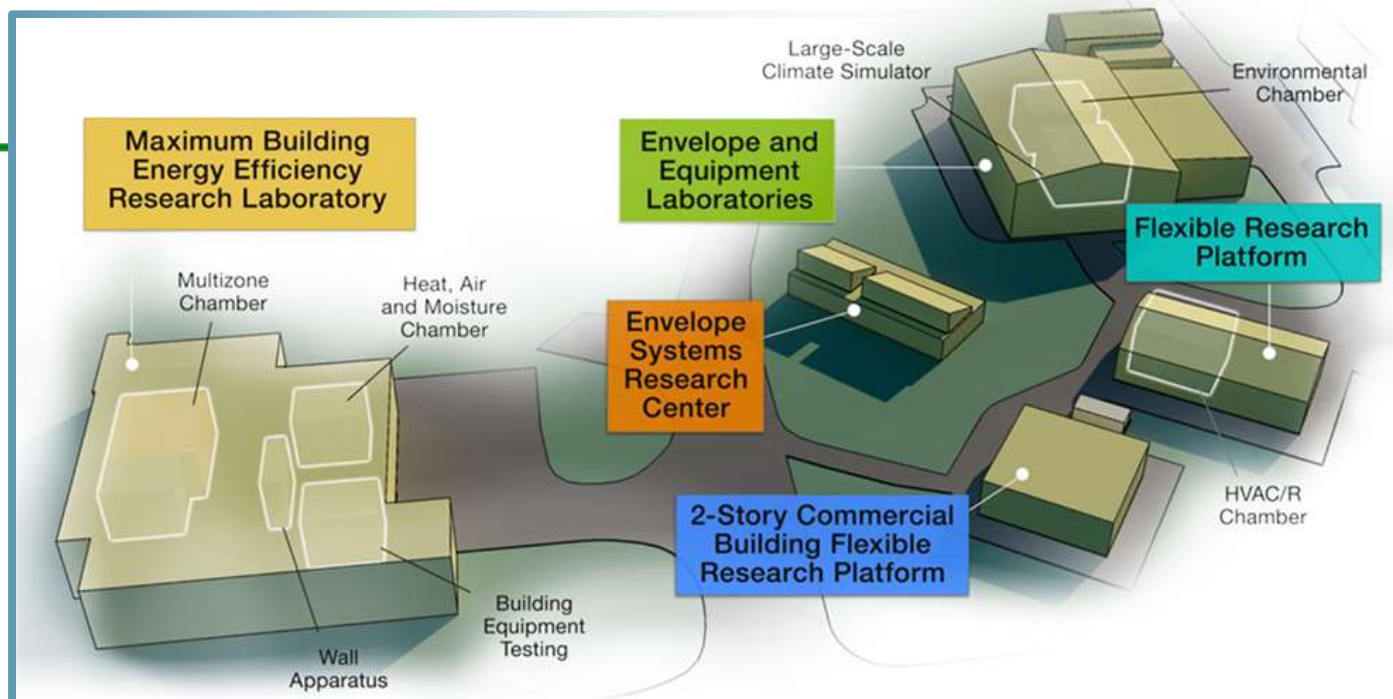 Maximum Building
Energy Efficiency
Research Laboratory
Multizone
Chamber
Heat, Air
and Moisture
Chamber
Wall
Apparatus
Building
Equipment
Testing
Large-Scale
Climate Simulator
Environmental
Chamber
Envelope and
Equipment
Laboratories
Flexible Research
Platform
Envelope
Systems
Research
Center
2-Story Commercial
Building Flexible
Research Platform
HVAC/R
Chamber